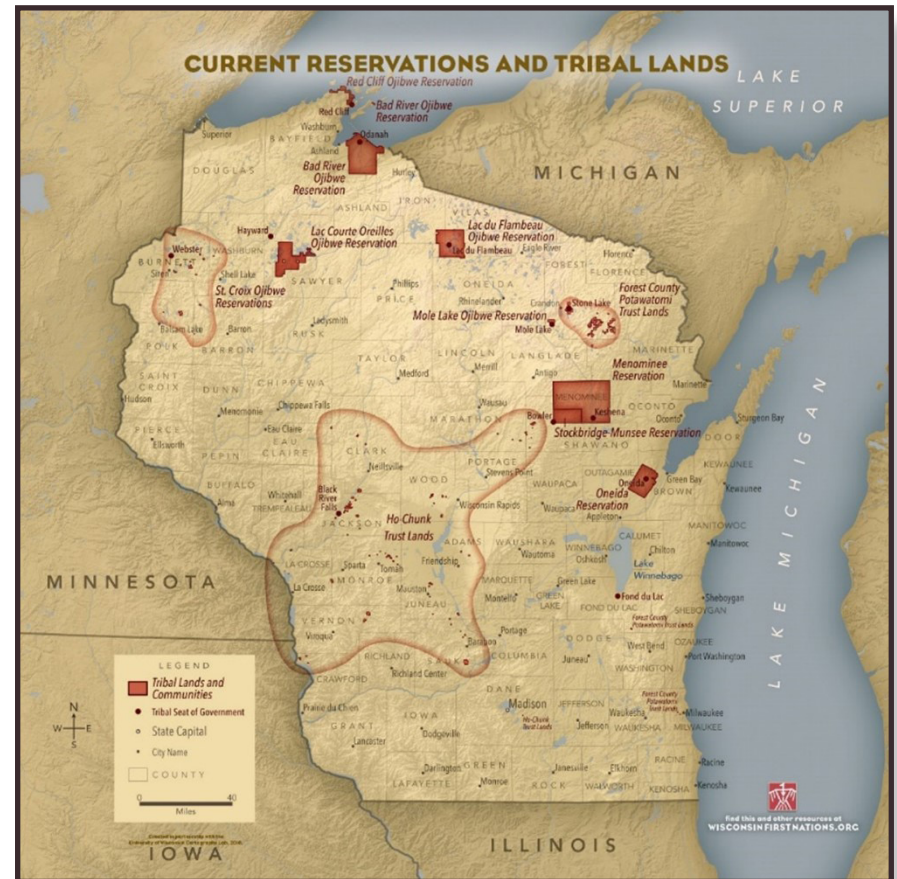 CURRENT RESERVATIONS AND TRIBAL LANDS
LAKE
SUPERIOR
Red Cliff Ojibwe Reservation
Red Cliff
Bad River Ojibwe
Reservation
Washburn
Superior
BAYFIELD
Odanah
Ashland
DOUGLAS
Bad River
Ojibwe
Reservation
Hurley
MICHIGAN
ASHLAND
IRON
VILAS
Hayward
Lac Courte Oreilles
Ojibwe Reservation
Lac du Flambeau
Ojibwe Reservation
Lac du Flambeau
Eagle River
Webster
WASHBURN
BURNETT
Siren
Shell Lake
SAWYER
Florence
FOREST
FLORENCE
St. Croix Ojibwe
Reservations
Phillips
ONEIDA
PRICE
Rhinelander
Crandon
Stone Lake
Forest County
Potawatomi
Trust Lands
Mole Lake Ojibwe Reservation
Mole Lake
Balsam Lake
Barron
Ladysmith
RUSK
POLK
BARRON
MARINETTE
TAYLOR
LINCOLN
LANGLADE
Medford
Merrill
Antigo
Menominee
Reservation
SAINT
CROIX
DUNN
CHIPPEWA
Marinette
Hudson
MENOMINEE
Menomonie
Chippewa Falls
Wausau
OCONTO
MARATHON
Bowler
Keshena
Oconto
Sturgeon Bay
PIERCE
Eau Claire
Stockbridge-Munsee Reservation
DOOR
Ellsworth
EAU
CLAIRE
CLARK
SHAWANO
PEPIN
Neillsville
PORTAGE
Stevens Point
KEWAUNEE
BUFFALO
WOOD
WAUPACA
OUTAGAMIE
Oneida
Green Bay
BROWN
Kewaunee
Alma
Whitehall
TREMPEALEAU
Black
River
Falls
Wisconsin Rapids
Waupaca
Oneida
Reservation
Appleton
JACKSON
Ho-Chunk
Trust Lands
MANITOWOC
ADAMS
WAUSHARA
Wautoma
WINNEBAGO
Oshkosh
CALUMET
Chilton
Manitowoc
LA CROSSE
Sparta
Tomah
Friendship
Lake
Winnebago
MINNESOTA
MONROE
La Crosse
Mauston
MARQUETTE
Montello
Green Lake
GREEN
LAKE
Fond du Lac
FOND DU LAC
Sheboygan
SHEBOYGAN
JUNEAU
VERNON
Viroqua
Forest County
Potawatomi Trust Lands
Portage
Baraboo
DODGE
West Bend
OZAUKEE
Port Washington
LAKE MICHIGAN
RICHLAND
SAUK
COLUMBIA
Juneau
WASHINGTON
CRAWFORD
Richland Center
DANE
Prairie du Chien
Madison
JEFFERSON
Forest County
Potawatomi
Trust Lands
Waukesha
Milwaukee
IOWA
Ho-Chunk
Trust Lands
Jefferson
WAUKESHA
MILWAUKEE
GRANT
Dodgeville
Lancaster
RACINE
Racine
Darlington
GREEN
Janesville
Elkhorn
LAFAYETTE
Monroe
ROCK
WALWORTH
KENOSHA
Kenosha
LEGEND
Tribal Lands and
Communities
Tribal Seat of Government
State Capital
City Name
COUNTY
0 40
Miles
N
W E
S
IOWA
ILLINOIS
find this and other resources at
WISCONSINFIRSTNATIONS.ORG